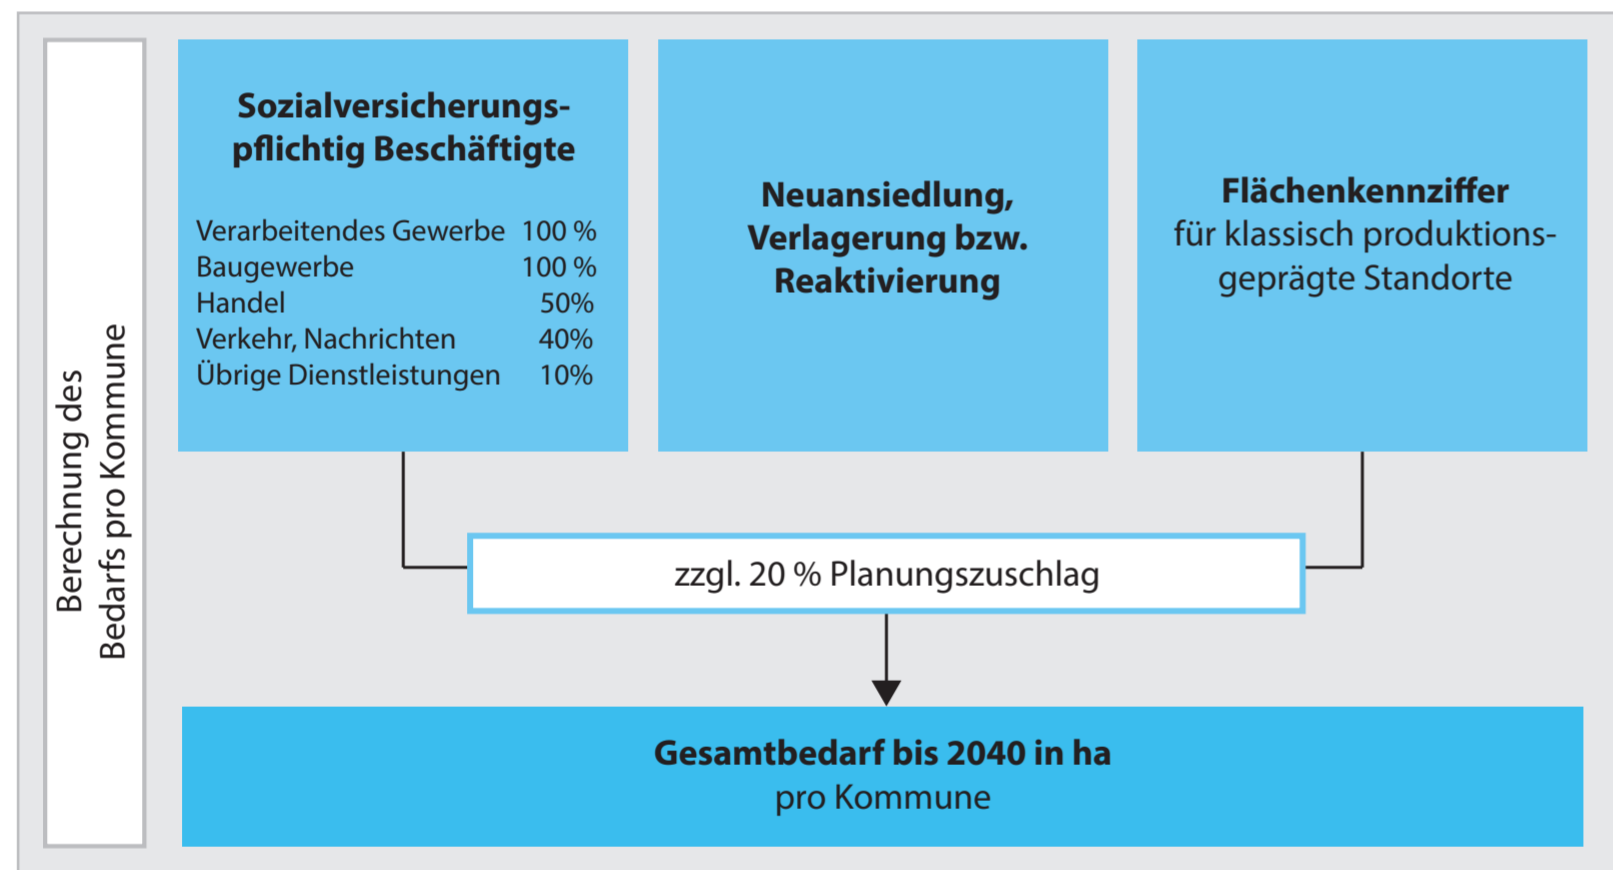 Berechnung des
Bedarfs pro Kommune
Sozialversicherungs-
pflichtig Beschäftigte
Verarbeitendes Gewerbe 100 %
Baugewerbe 100 %
Handel 50%
Verkehr, Nachrichten 40%
Übrige Dienstleistungen 10%
Neuansiedlung,
Verlagerung bzw.
Reaktivierung
Flächenkennziffer
für klassisch produktions-
geprägte Standorte
zzgl. 20 % Planungszuschlag
Gesamtbedarf bis 2040 in ha
pro Kommune